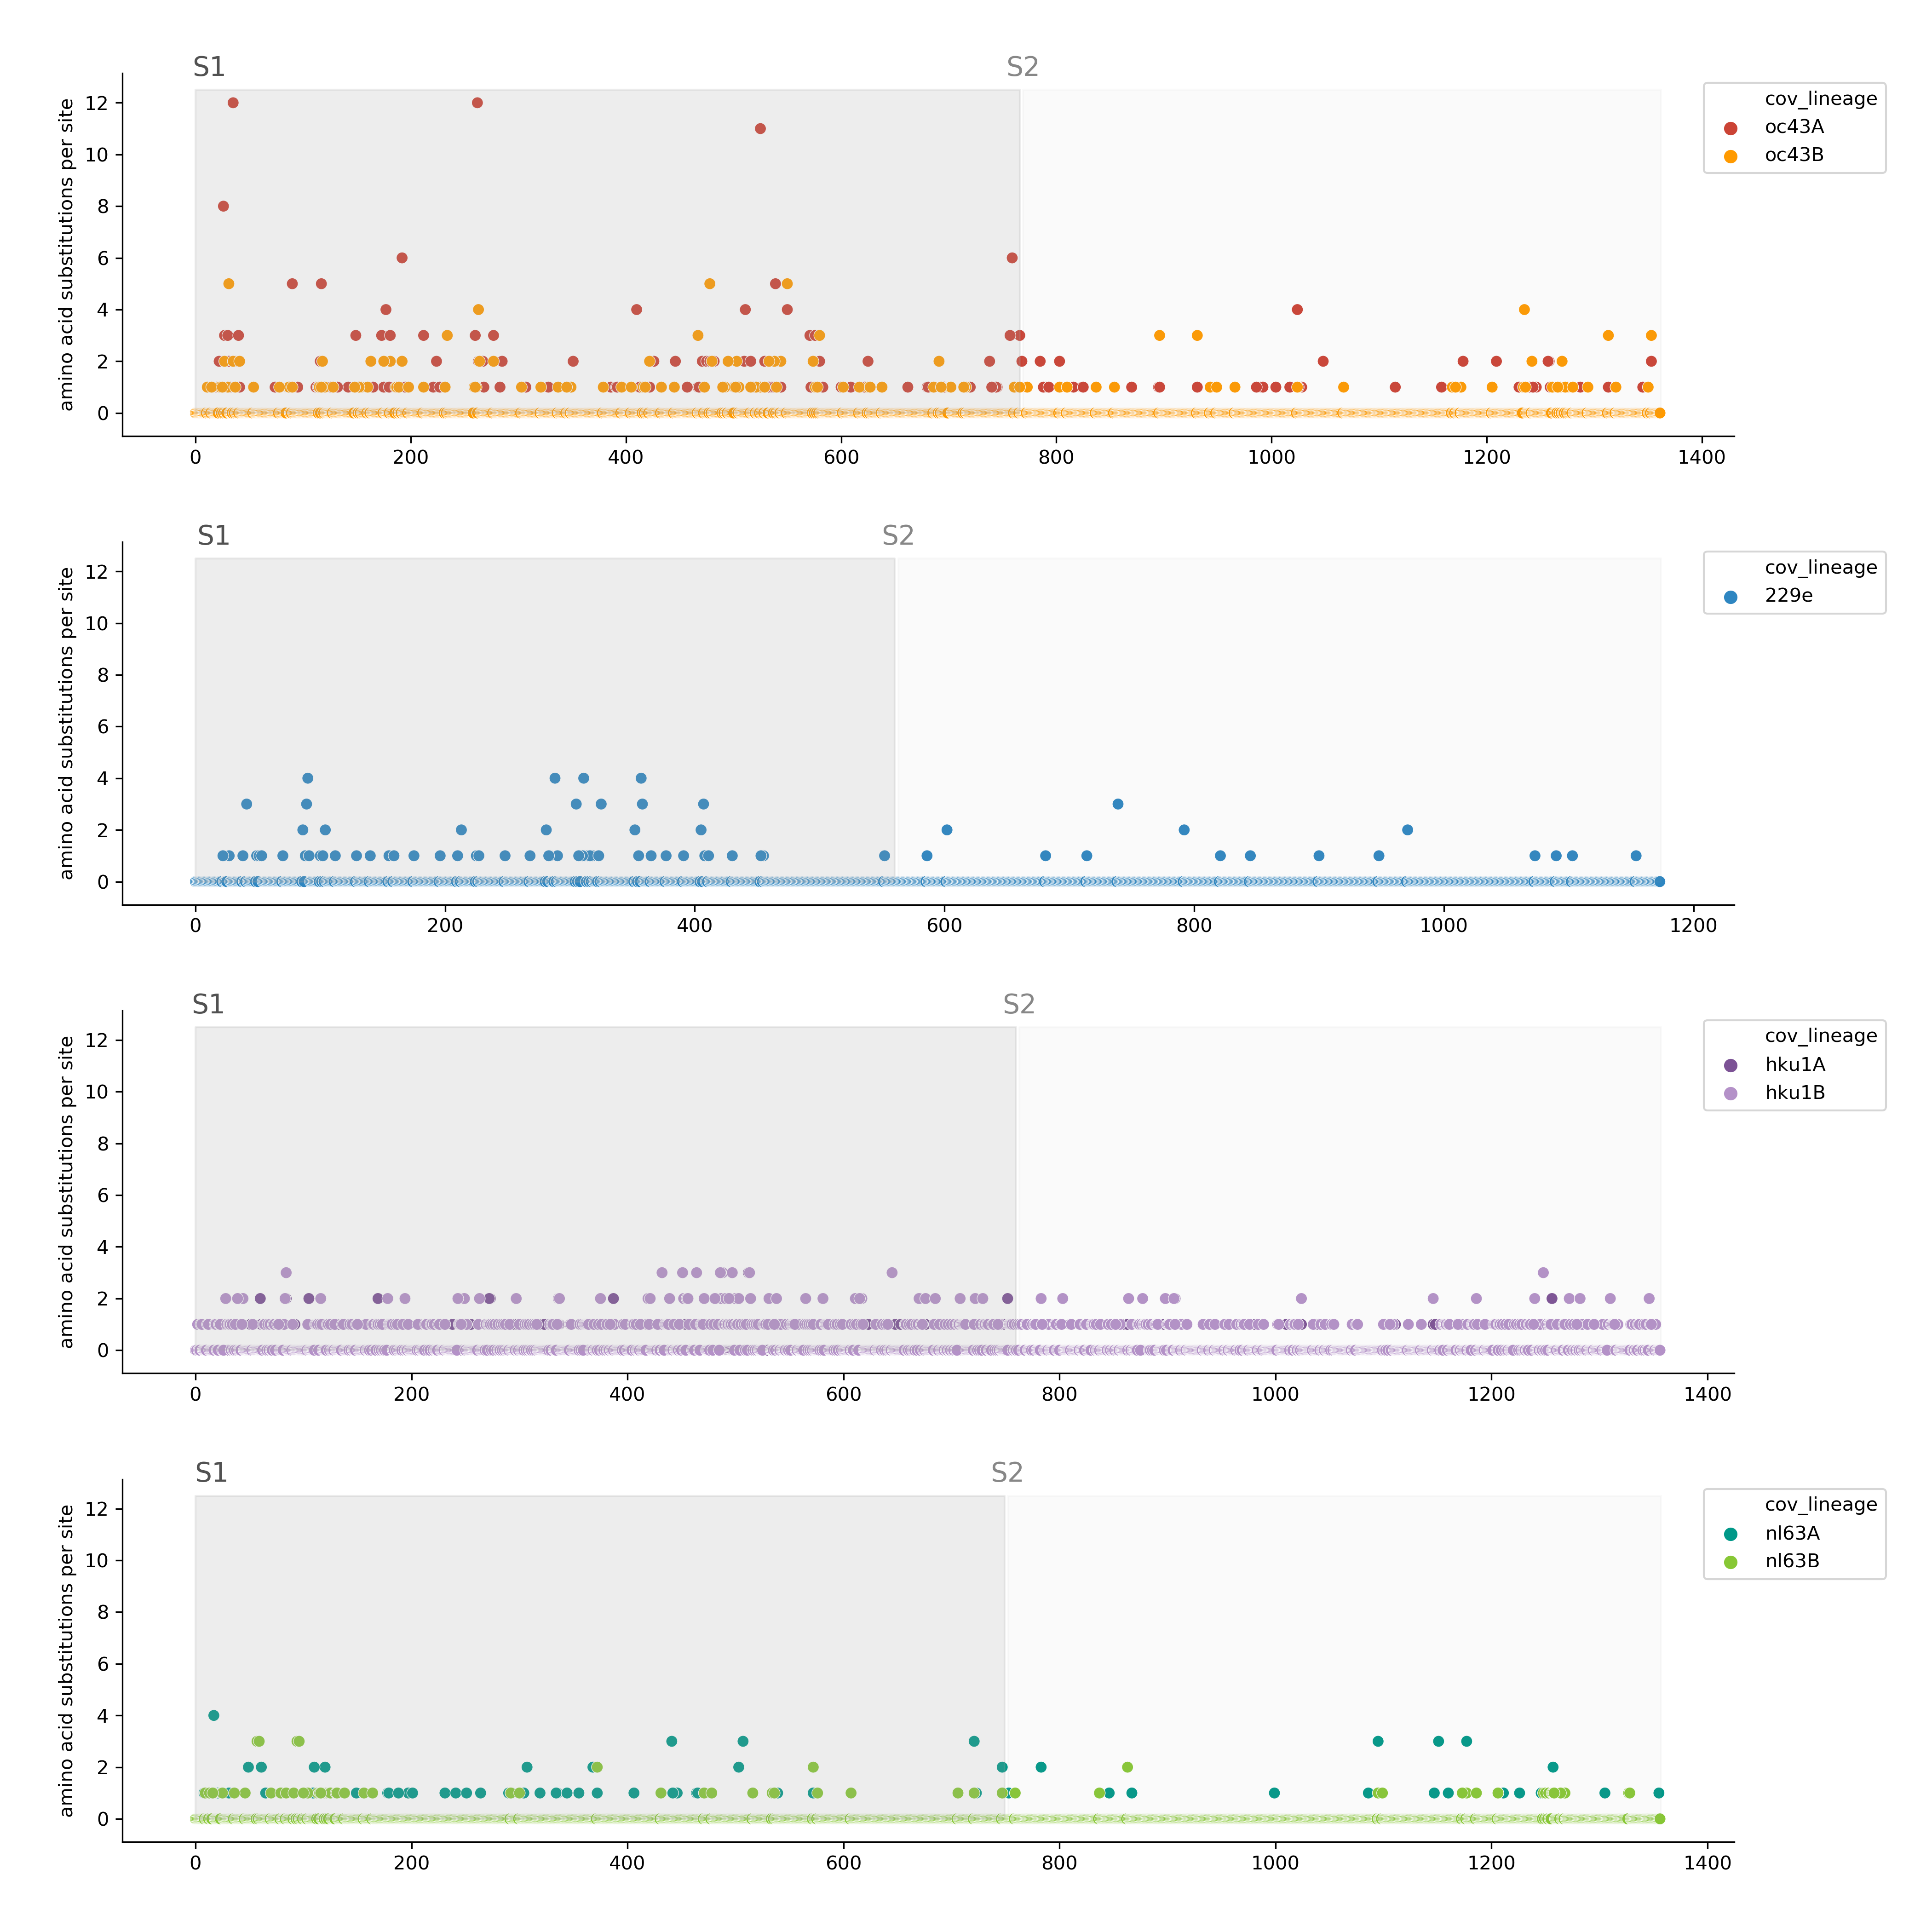 S1 S2
amino acid substitutions per site
12
10
8
6
4
2
0
0 200 400 600 800 1000 1200 1400
cov_lineage
oc43A
oc43B
S1 S2
amino acid substitutions per site
12
10
8
6
4
2
0
0 200 400 600 800 1000 1200
cov_lineage
229e
S1 S2
amino acid substitutions per site
12
10
8
6
4
2
0
0 200 400 600 800 1000 1200 1400
cov_lineage
hku1A
hku1B
S1 S2
amino acid substitutions per site
12
10
8
6
4
2
0
0 200 400 600 800 1000 1200 1400
cov_lineage
nl63A
nl63B